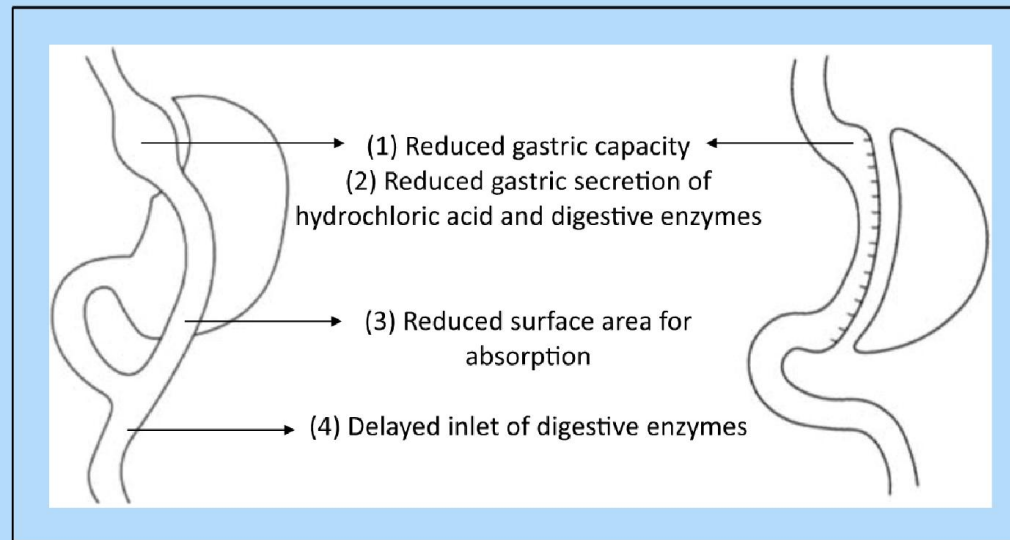 (1) Reduced gastric capacity
(2) Reduced gastric secretion of
hydrochloric acid and digestive enzymes
(3) Reduced surface area for
absorption
(4) Delayed inlet of digestive enzymes